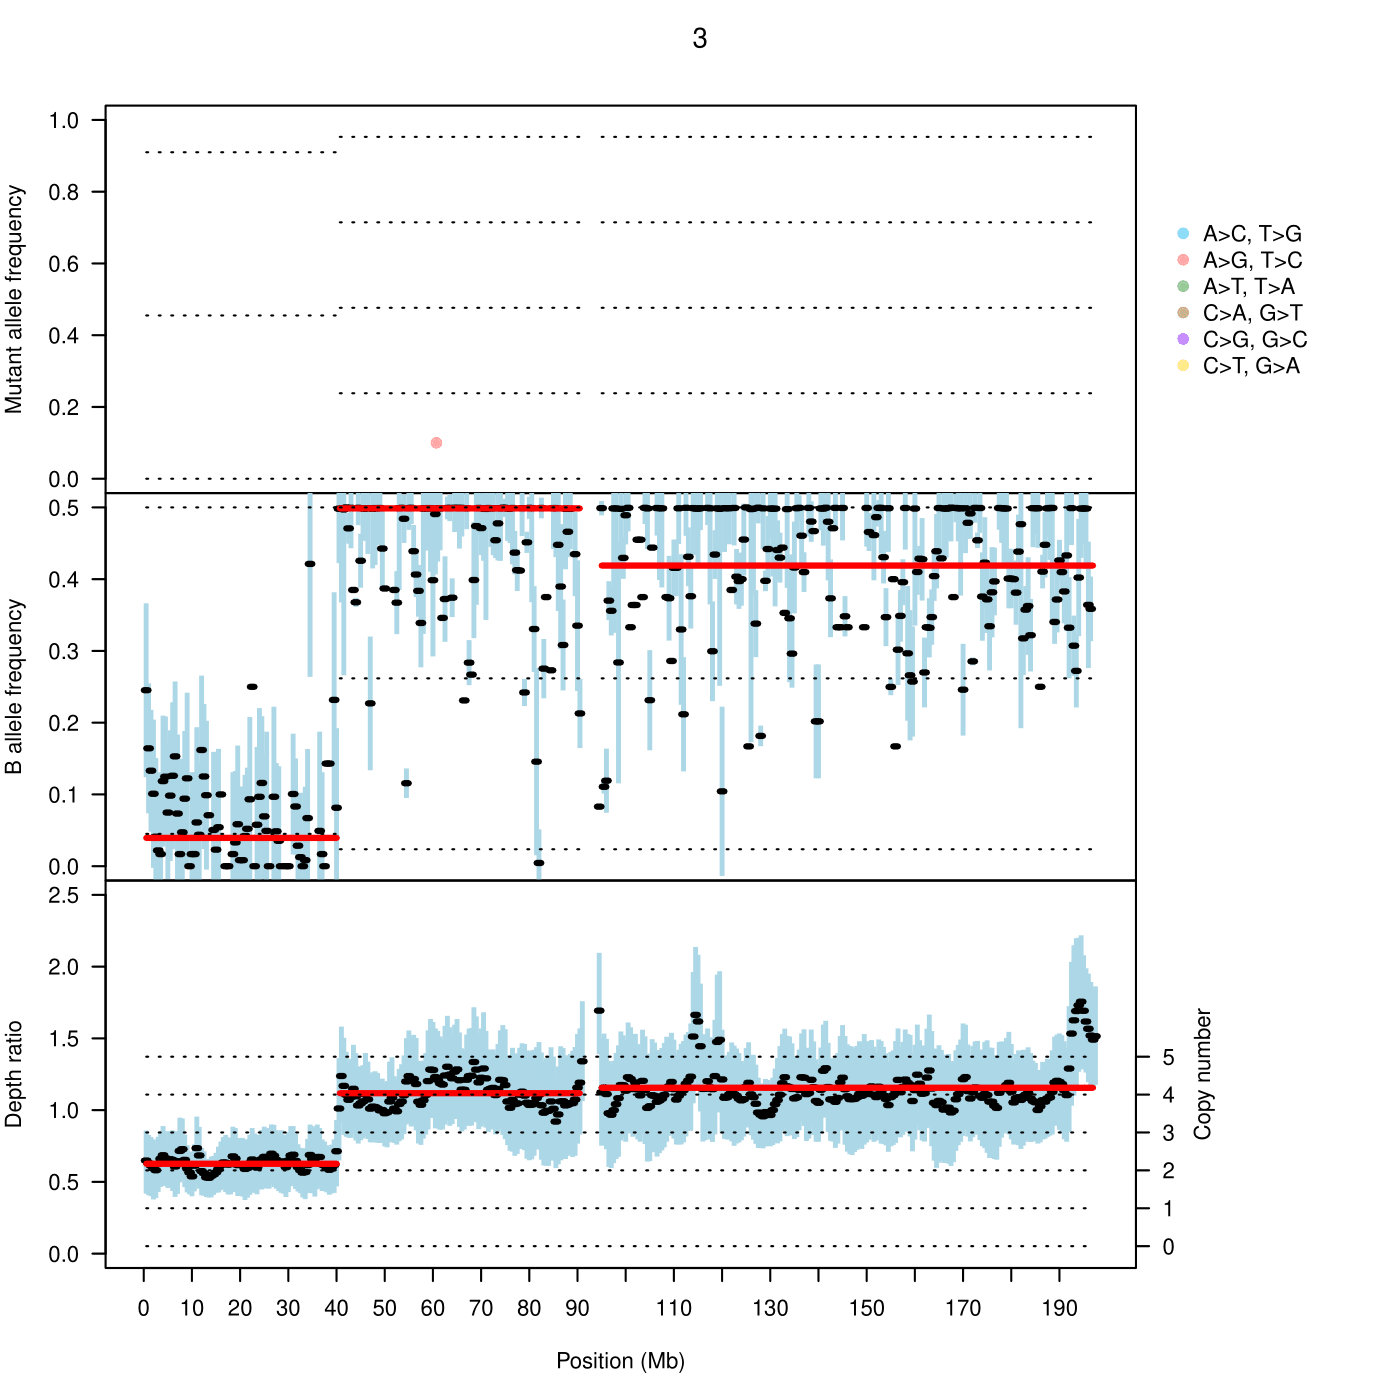 3
Mutant allele frequency
1.0
0.8
0.6
0.4
0.2
0.0
A>C, T>G
A>G, T>C
A>T, T>A
C>A, G>T
C>G, G>C
C>T, G>A
B allele frequency
0.5
0.4
0.3
0.2
0.1
0.0
Depth ratio
2.5
2.0
1.5
1.0
0.5
0.0
5
4
3
2
1
0
Copy number
0 10 20 30 40 50 60 70 80 90 110 130 150 170 190
Position (Mb)